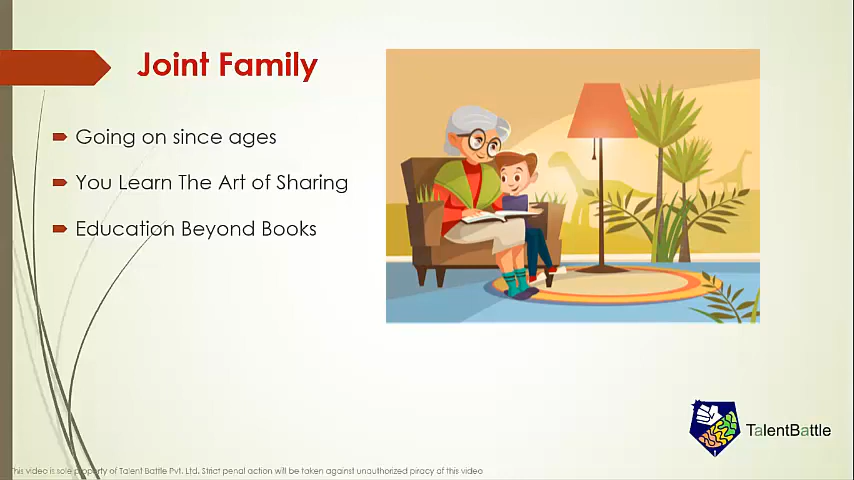 Joint Family
Going on since ages
You Learn The Art of Sharing
Education Beyond Books
TalentBattle
This video is sole property of Talent Battle Pvt. Ltd. Strict penal action will be taken against unauthorized piracy of this video